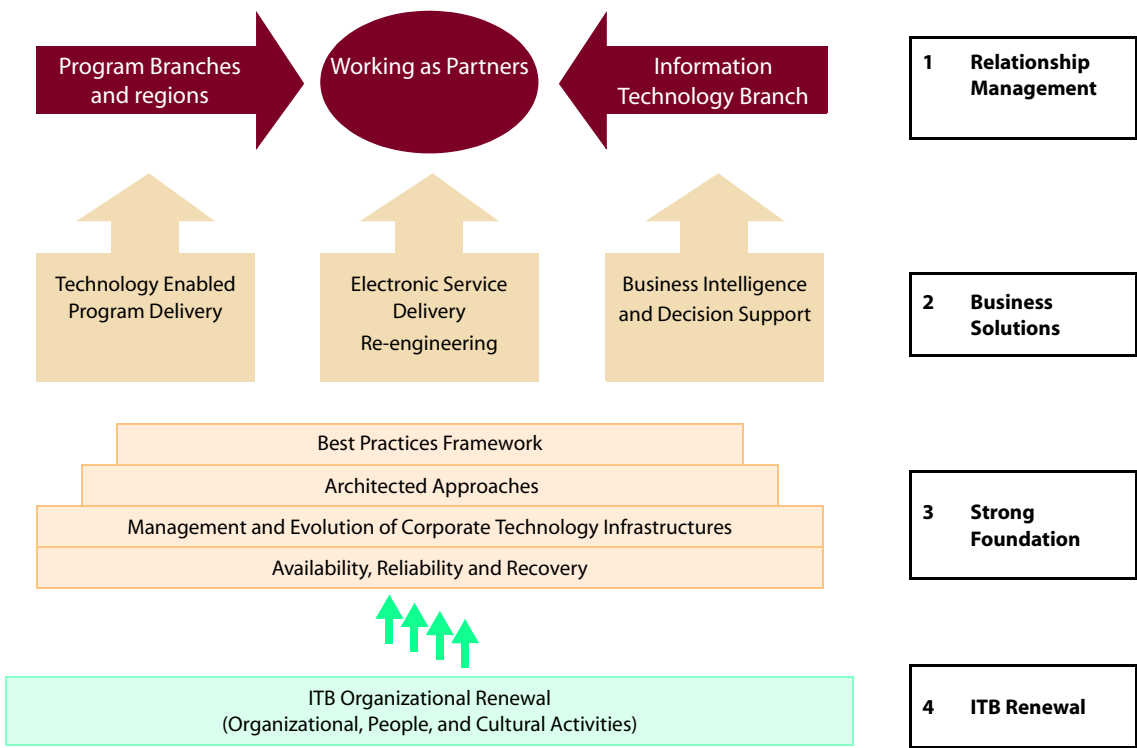 Program Branches
and regions
Working as Partners
Information
Technology Branch
1 Relationship
Management
Technology Enabled
Program Delivery
Electronic Service
Delivery
Re-engineering
Business Intelligence
and Decision Support
2 Business
Solutions
Best Practices Framework
Architected Approaches
Management and Evolution of Corporate Technology Infrastructures
Availability, Reliability and Recovery
3 Strong
Foundation
ITB Organizational Renewal
(Organizational, People, and Cultural Activities)
4 ITB Renewal